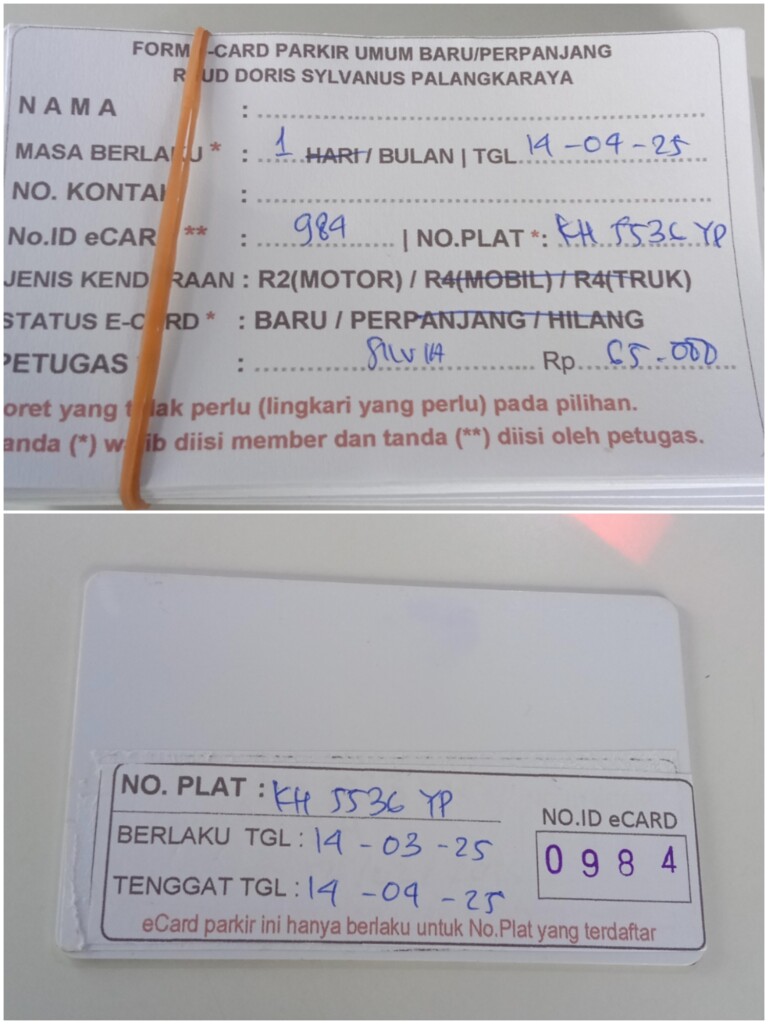 FORM E-CARD PARKIR UMUM BARU/PERPANJANG
RSUD DORIS SYLVANUS PALANGKARAYA
NAMA :
MASA BERLAKU * : 1 HARI / BULAN | TGL. 14-04-25
NO. KONTAK :
No.ID eCARD ** : 984 | NO.PLAT *: KH 5536 YP
JENIS KENDARAAN : R2(MOTOR) / R4(MOBIL) / R4(TRUK)
STATUS E-CARD * : BARU / PERPANJANG / HILANG
PETUGAS : SILVIA Rp. 65.000
oret yang tidak perlu (lingkari yang perlu) pada pilihan.
anda (*) wajib diisi member dan tanda (**) diisi oleh petugas.
NO. PLAT : KH 5536 YP
BERLAKU TGL : 14-03-25
TENGGAT TGL : 14-04-25
NO.ID eCARD
0984
eCard parkir ini hanya berlaku untuk No.Plat yang terdaftar